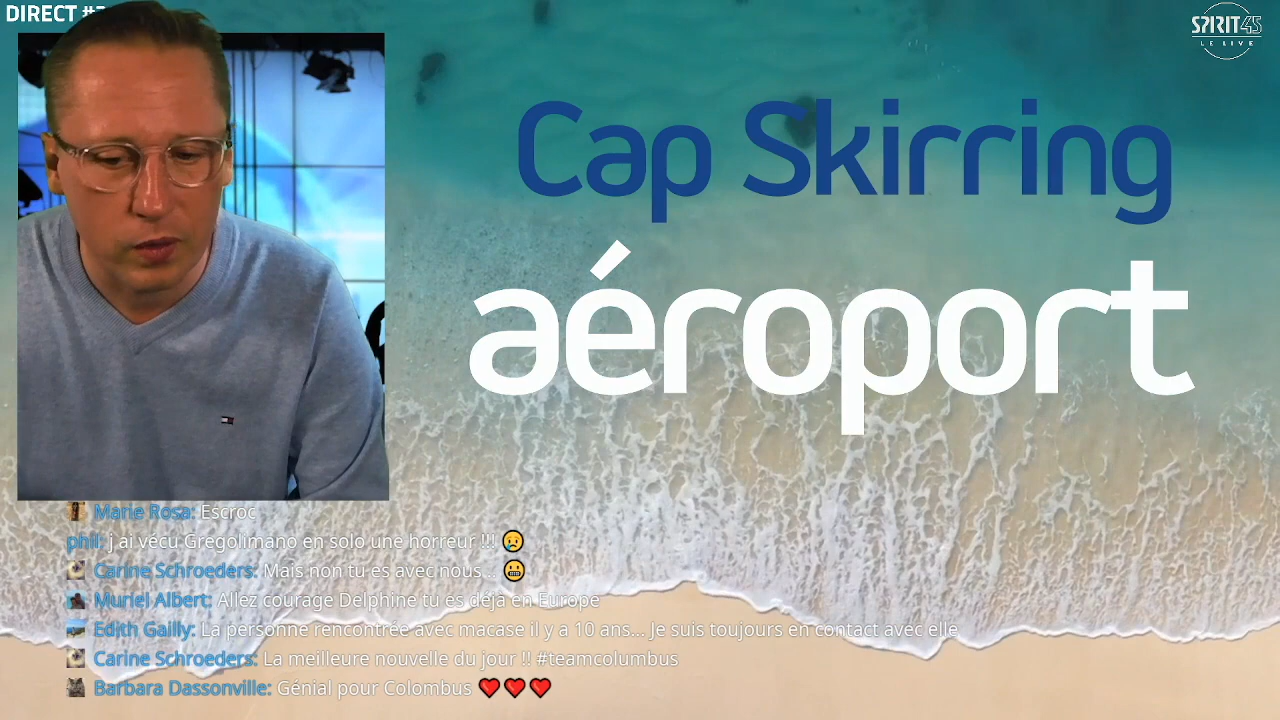 DIRECT #
SPIRIT45
LE LIVE
Cap Skirring
aéroport
Marie Rosa: Escroc
phil: j ai vécu Gregolimano en solo une horreur !!! 😥
Carine Schroeders: Mais non tu es avec nous... 😬
Muriel Albert: Allez courage Delphine tu es déjà en Europe
Edith Gailly: La personne rencontrée avec macase il y a 10 ans... Je suis toujours en contact avec elle
Carine Schroeders: La meilleure nouvelle du jour !! #teamcolumbus
Barbara Dassonville: Génial pour Colombus ❤️❤️❤️